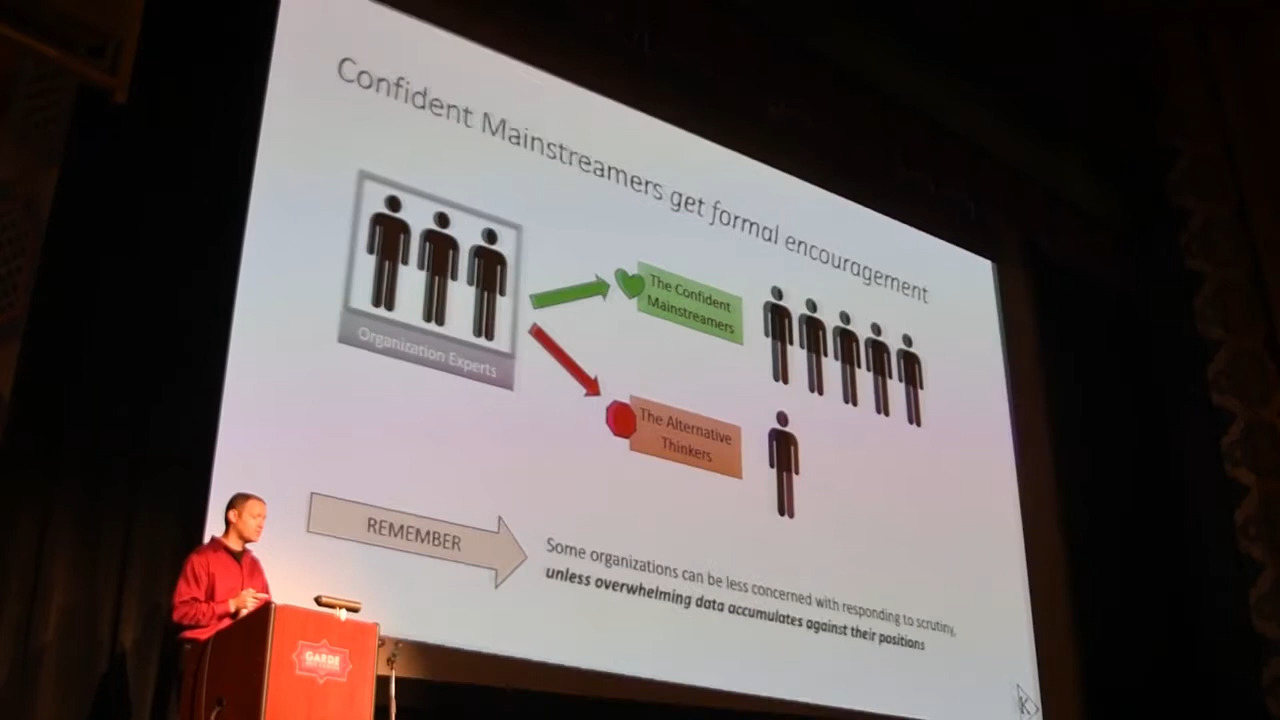 Confident Mainstreamers get formal encouragement
Organization Experts
The Confident
Mainstreamers
The Alternative
Thinkers
REMEMBER
Some organizations can be less concerned with responding to scrutiny,
unless overwhelming data accumulates against their positions
GARDE
K